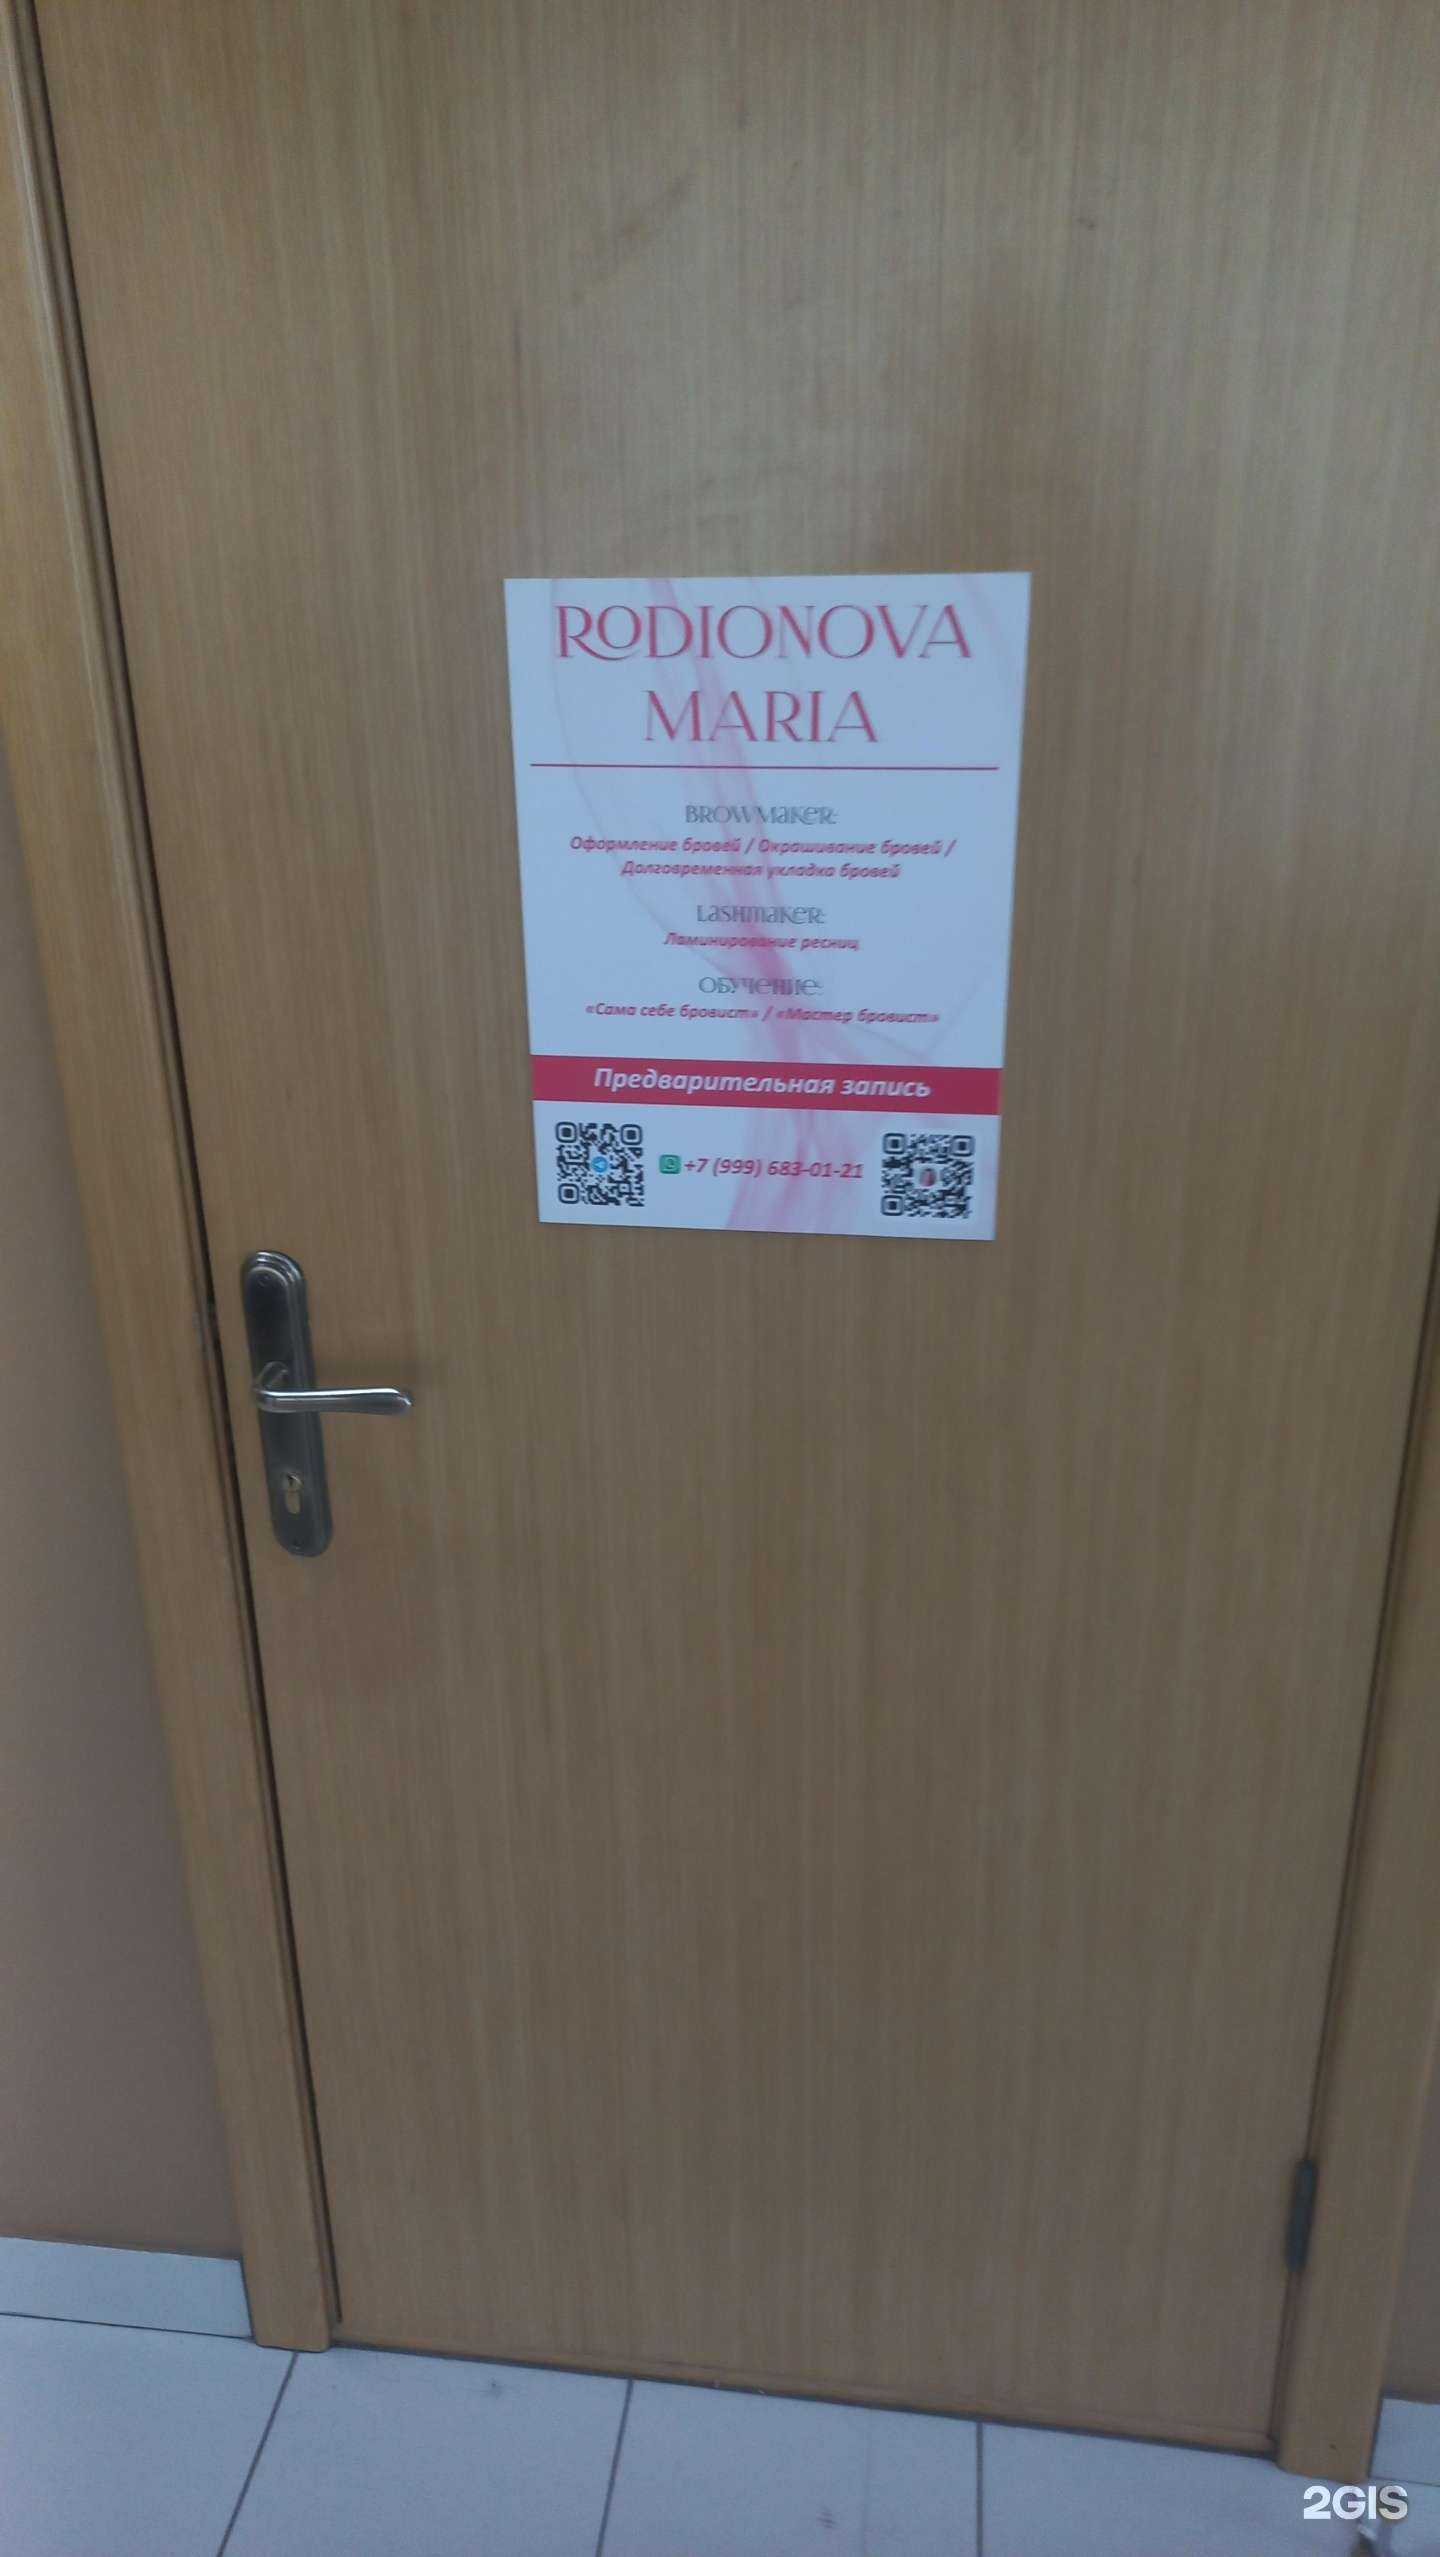 RODIONOVA
MARIA
BROWMAKER:
Оформление бровей / Окрашивание бровей /
Долговременная укладка бровей
LASHMAKER:
Ламинирование ресниц
ОБУЧЕНИЕ:
«Сама себе бровист» / «Мастер бровист»
Предварительная запись
+7 (999) 683-01-21
2GIS